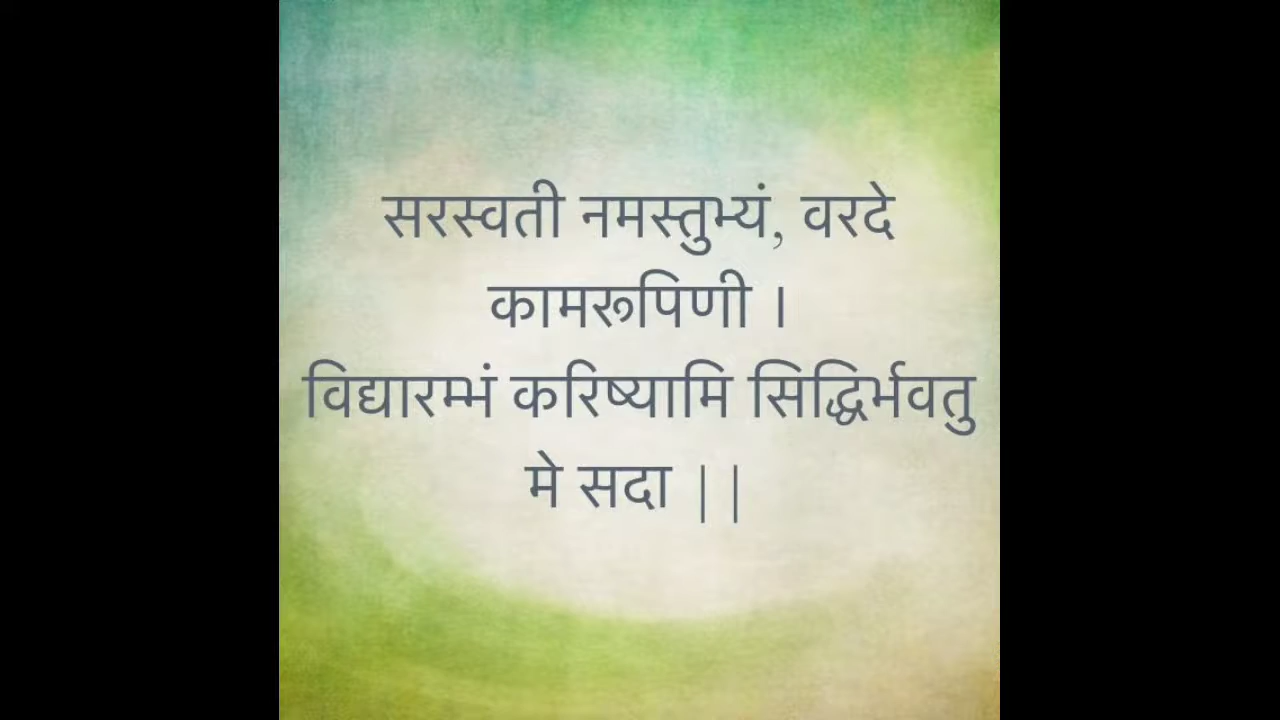 सरस्वती नमस्तुभ्यं, वरदे
कामरूपिणी ।
विद्यारम्भं करिष्यामि सिद्धिर्भवतु
मे सदा ||